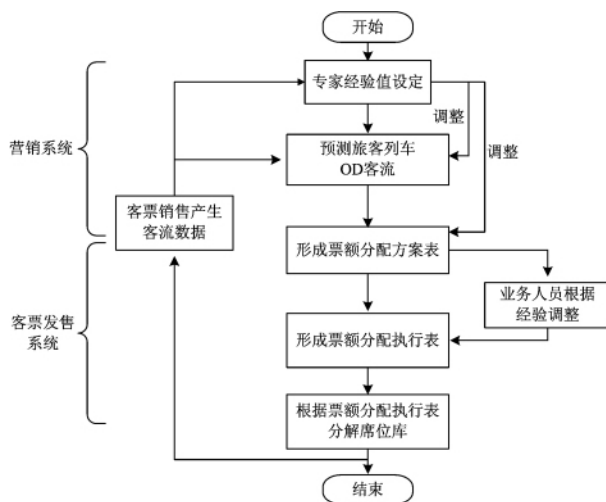 开始
专家经验值设定
调整
调整
营销系统
预测旅客列车
OD客流
客票销售产生
客流数据
形成票额分配方案表
业务人员根据
经验调整
客票发售
系统
形成票额分配执行表
根据票额分配执行表
分解席位库
结束